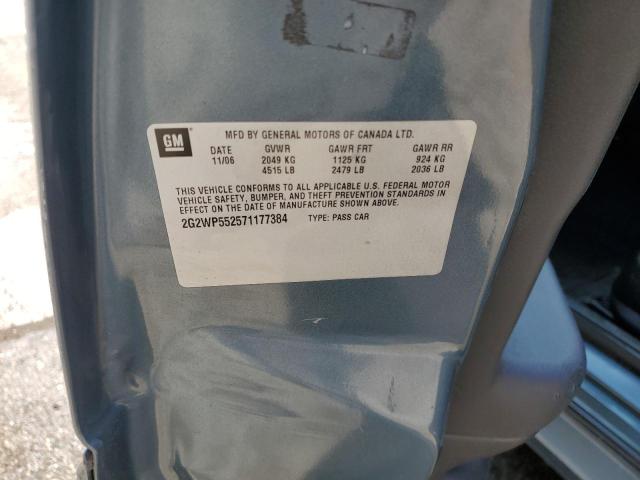 GM
MFD BY GENERAL MOTORS OF CANADA LTD.
DATE GVWR GAWR FRT GAWR RR
11/06 2049 KG 1125 KG 924 KG
4515 LB 2479 LB 2036 LB
THIS VEHICLE CONFORMS TO ALL APPLICABLE U.S. FEDERAL MOTOR
VEHICLE SAFETY, BUMPER, AND THEFT PREVENTION STANDARDS IN
EFFECT ON THE DATE OF MANUFACTURE SHOWN ABOVE.
2G2WP552571177384 TYPE: PASS CAR